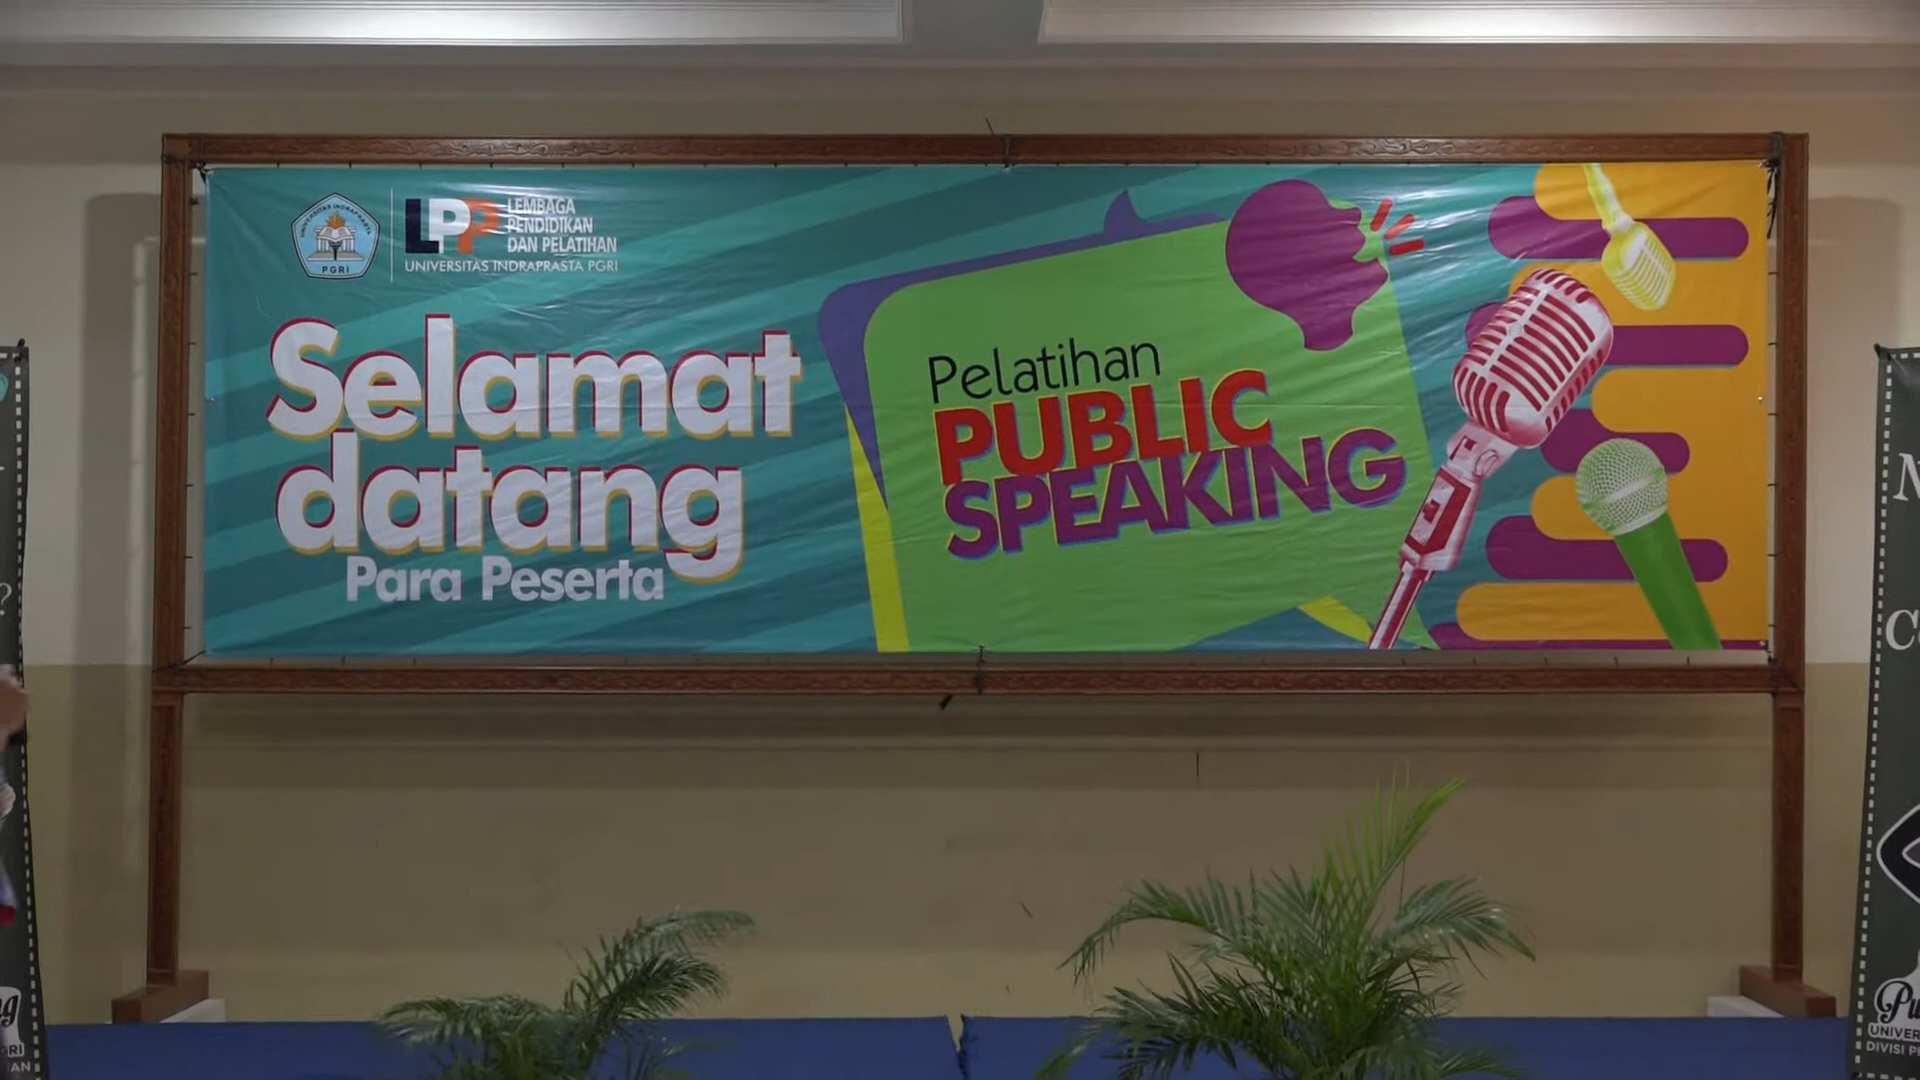 UNIVERSITAS INDRAPRASTA
PGRI
LPP
LEMBAGA
PENDIDIKAN
DAN PELATIHAN
UNIVERSITAS INDRAPRASTA PGRI
Selamat
datang
Para Peserta
Pelatihan
PUBLIC
SPEAKING
?
N
C